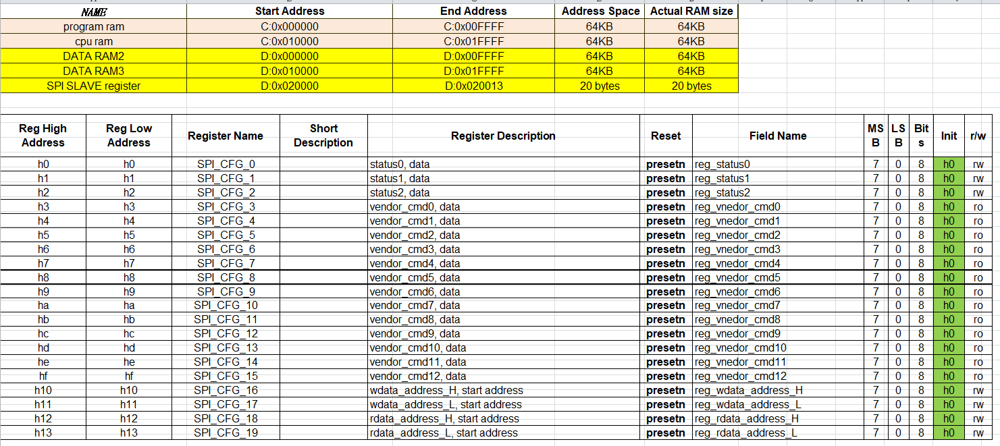 NAME Start Address End Address Address Space Actual RAM size
program ram C:0x000000 C:0x00FFFF 64KB 64KB
cpu ram C:0x010000 C:0x01FFFF 64KB 64KB
DATA RAM2 D:0x000000 D:0x00FFFF 64KB 64KB
DATA RAM3 D:0x010000 D:0x01FFFF 64KB 64KB
SPI SLAVE register D:0x020000 D:0x020013 20 bytes 20 bytes
Reg High Address Reg Low Address Register Name Short Description Register Description Reset Field Name MSB LSB Bits Init r/w
h0 h0 SPI_CFG_0 status0, data presetn reg_status0 7 0 8 h0 rw
h1 h1 SPI_CFG_1 status1, data presetn reg_status1 7 0 8 h0 rw
h2 h2 SPI_CFG_2 status2, data presetn reg_status2 7 0 8 h0 rw
h3 h3 SPI_CFG_3 vendor_cmd0, data presetn reg_vnedor_cmd0 7 0 8 h0 ro
h4 h4 SPI_CFG_4 vendor_cmd1, data presetn reg_vnedor_cmd1 7 0 8 h0 ro
h5 h5 SPI_CFG_5 vendor_cmd2, data presetn reg_vnedor_cmd2 7 0 8 h0 ro
h6 h6 SPI_CFG_6 vendor_cmd3, data presetn reg_vnedor_cmd3 7 0 8 h0 ro
h7 h7 SPI_CFG_7 vendor_cmd4, data presetn reg_vnedor_cmd4 7 0 8 h0 ro
h8 h8 SPI_CFG_8 vendor_cmd5, data presetn reg_vnedor_cmd5 7 0 8 h0 ro
h9 h9 SPI_CFG_9 vendor_cmd6, data presetn reg_vnedor_cmd6 7 0 8 h0 ro
ha ha SPI_CFG_10 vendor_cmd7, data presetn reg_vnedor_cmd7 7 0 8 h0 ro
hb hb SPI_CFG_11 vendor_cmd8, data presetn reg_vnedor_cmd8 7 0 8 h0 ro
hc hc SPI_CFG_12 vendor_cmd9, data presetn reg_vnedor_cmd9 7 0 8 h0 ro
hd hd SPI_CFG_13 vendor_cmd10, data presetn reg_vnedor_cmd10 7 0 8 h0 ro
he he SPI_CFG_14 vendor_cmd11, data presetn reg_vnedor_cmd11 7 0 8 h0 ro
hf hf SPI_CFG_15 vendor_cmd12, data presetn reg_vnedor_cmd12 7 0 8 h0 ro
h10 h10 SPI_CFG_16 wdata_address_H, start address presetn reg_wdata_address_H 7 0 8 h0 rw
h11 h11 SPI_CFG_17 wdata_address_L, start address presetn reg_wdata_address_L 7 0 8 h0 rw
h12 h12 SPI_CFG_18 rdata_address_H, start address presetn reg_rdata_address_H 7 0 8 h0 rw
h13 h13 SPI_CFG_19 rdata_address_L, start address presetn reg_rdata_address_L 7 0 8 h0 rw